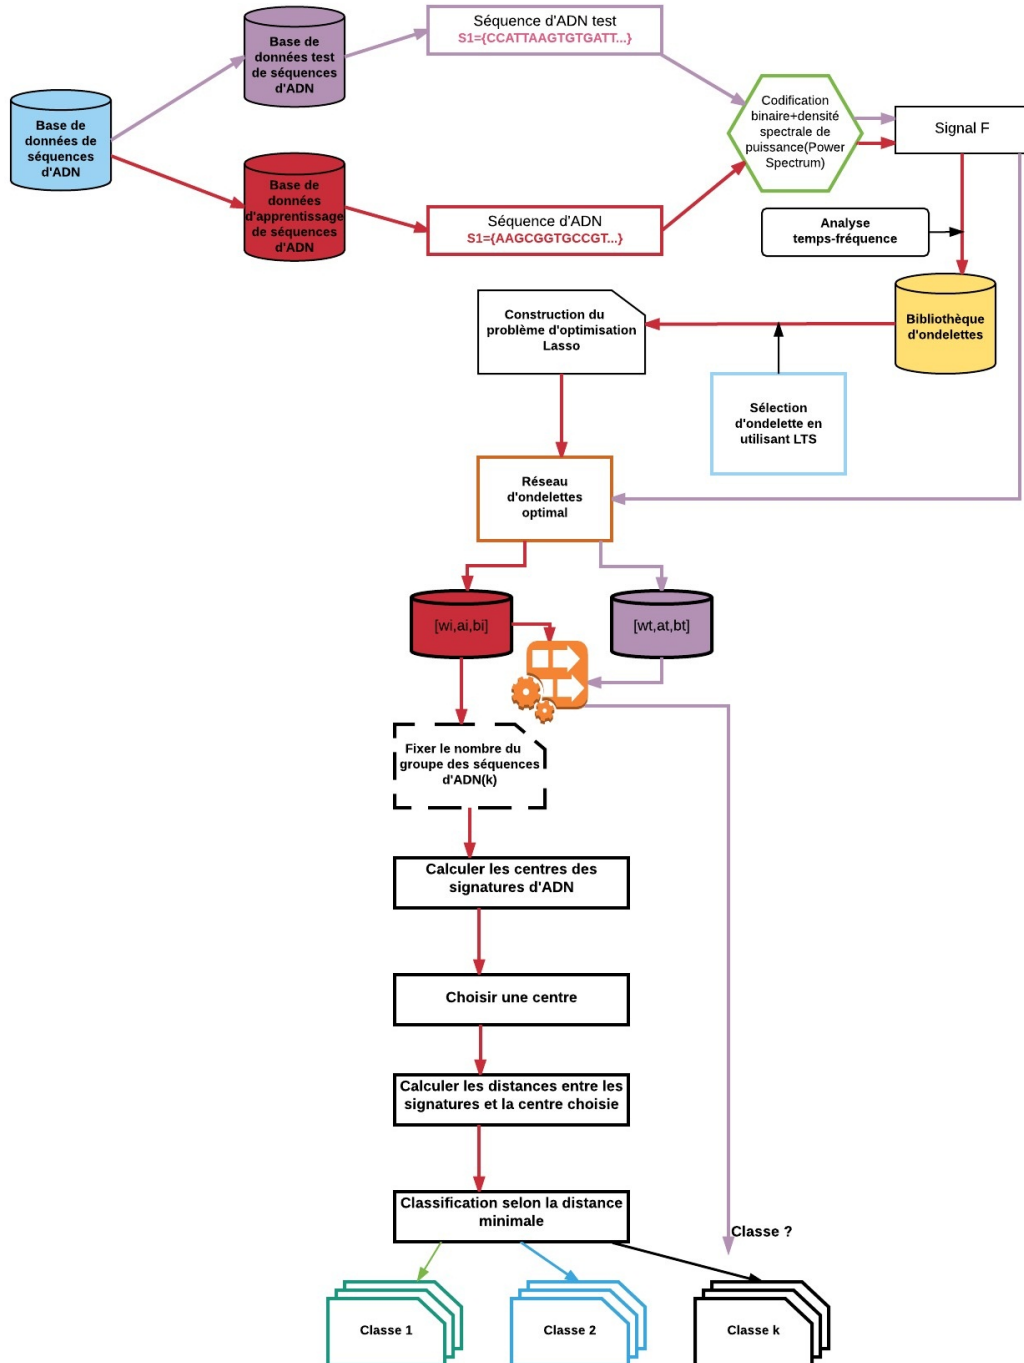 Base de
données test
de séquences
d'ADN
Séquence d'ADN test
S1={CCATTAAGTGTGATT...}
Base de
données de
séquences
d'ADN
Codification
binaire+densité
spectrale de
puissance(Power
Spectrum)
Signal F
Base de
données
d'apprentissage
de séquences
d'ADN
Séquence d'ADN
S1={AAGCGGTGCCGT...}
Analyse
temps-fréquence
Bibliothèque
d'ondelettes
Construction du
problème d'optimisation
Lasso
Sélection
d'ondelette en
utilisant LTS
Réseau
d'ondelettes
optimal
[wi,ai,bi]
[wt,at,bt]
Fixer le nombre du
groupe des séquences
d'ADN(k)
Calculer les centres des
signatures d'ADN
Choisir une centre
Calculer les distances entre les
signatures et la centre choisie
Classification selon la distance
minimale
Classe ?
Classe 1
Classe 2
Classe k